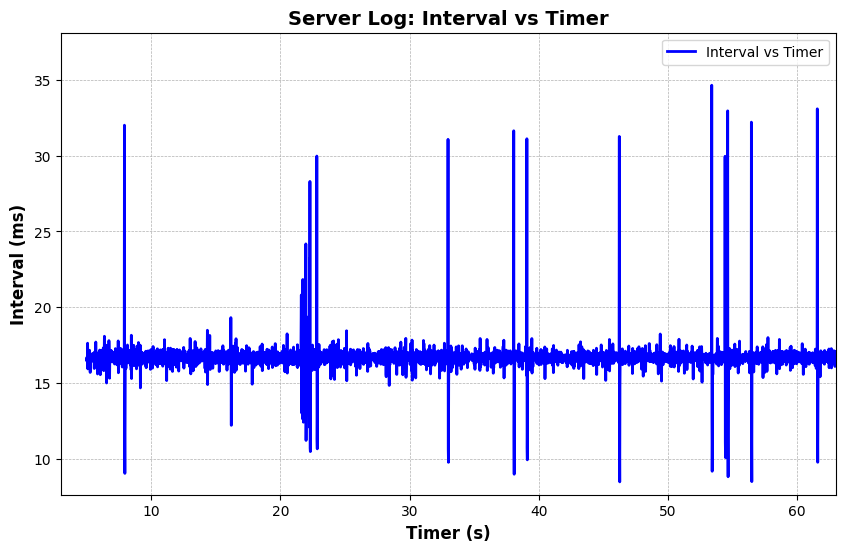 Server Log: Interval vs Timer
Interval vs Timer
35
30
25
20
15
10
Interval (ms)
10 20 30 40 50 60
Timer (s)